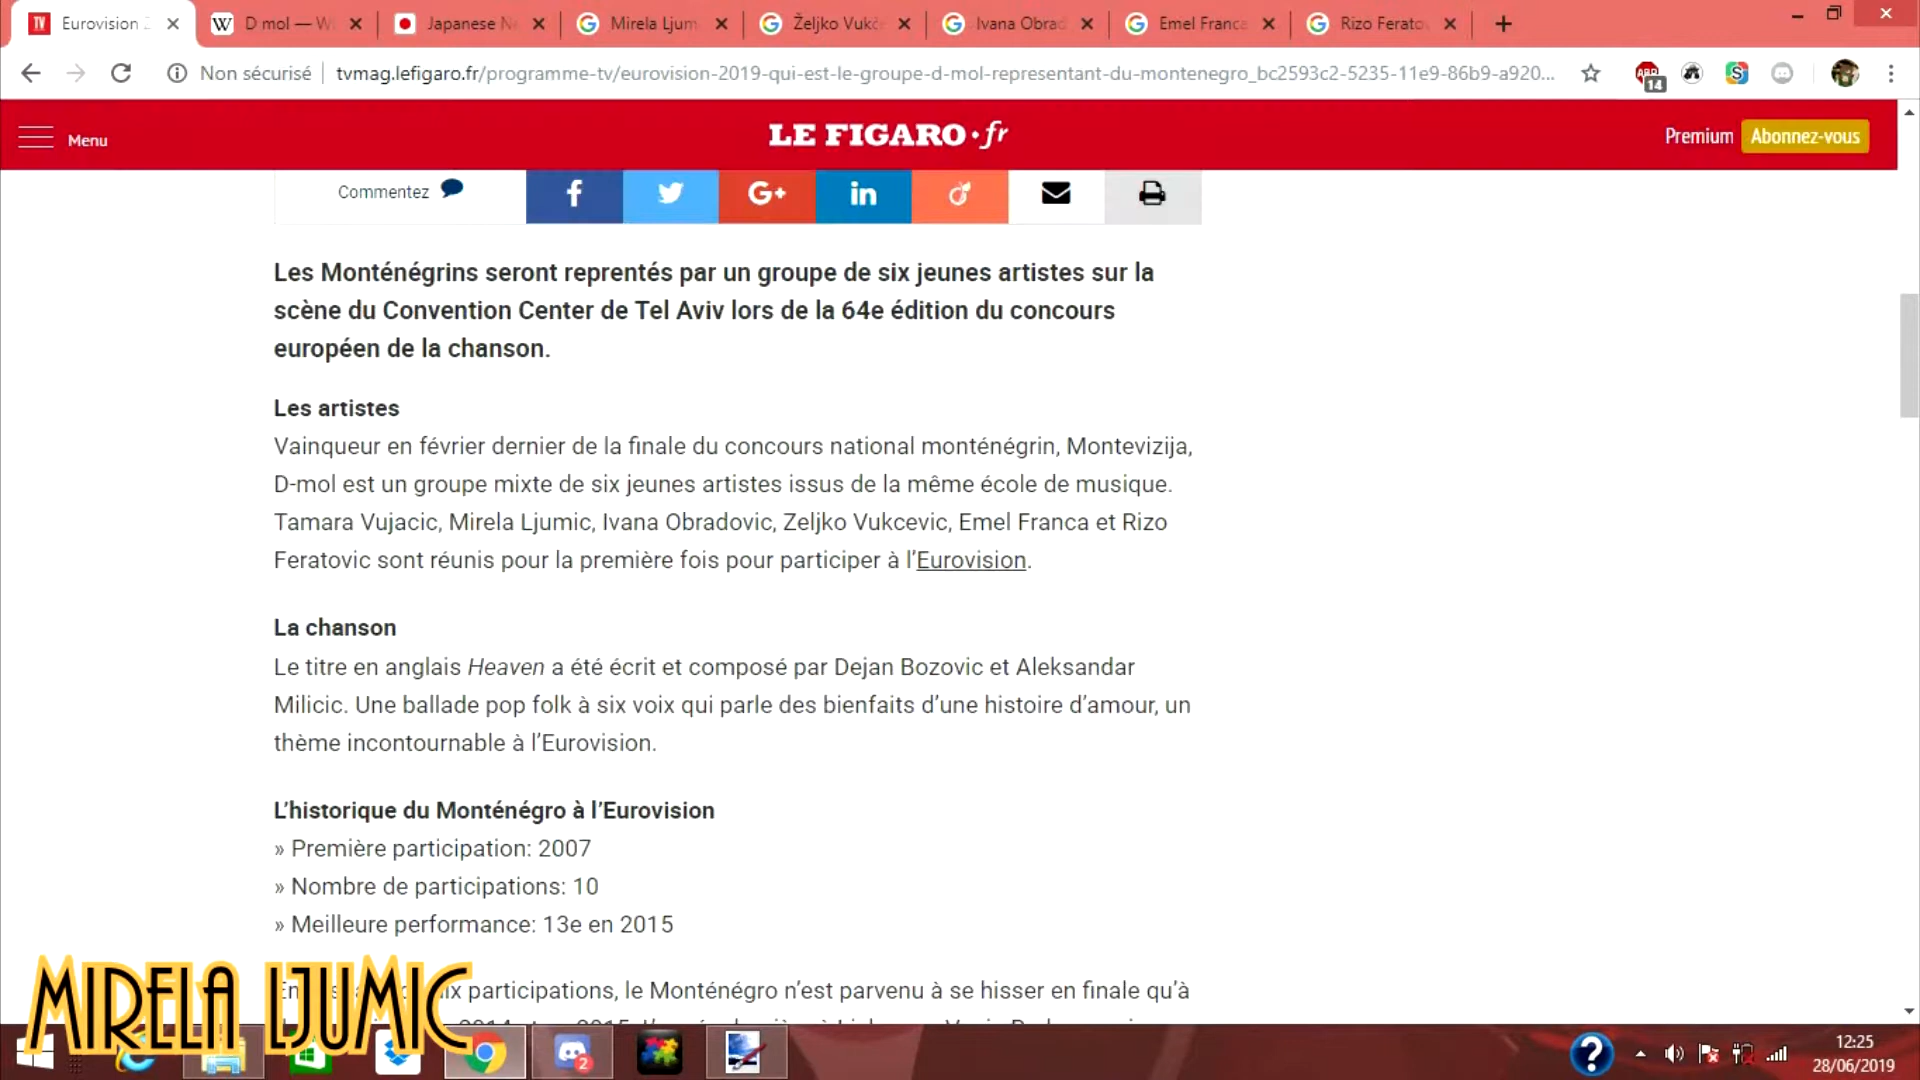 Eurovision
D mol — W
Japanese N
Mirela Ljum
Željko Vukč
Ivana Obrad
Emel Franca
Rizo Ferato
Non sécurisé
tvmag.lefigaro.fr/programme-tv/eurovision-2019-qui-est-le-groupe-d-mol-representant-du-montenegro_bc2593c2-5235-11e9-86b9-a920...
ABP
14
Menu
LE FIGARO·fr
Premium
Abonnez-vous
Commentez
Les Monténégrins seront reprentés par un groupe de six jeunes artistes sur la
scène du Convention Center de Tel Aviv lors de la 64e édition du concours
européen de la chanson.
Les artistes
Vainqueur en février dernier de la finale du concours national monténégrin, Montevizija,
D-mol est un groupe mixte de six jeunes artistes issus de la même école de musique.
Tamara Vujacic, Mirela Ljumic, Ivana Obradovic, Zeljko Vukcevic, Emel Franca et Rizo
Feratovic sont réunis pour la première fois pour participer à l’Eurovision.
La chanson
Le titre en anglais Heaven a été écrit et composé par Dejan Bozovic et Aleksandar
Milicic. Une ballade pop folk à six voix qui parle des bienfaits d’une histoire d’amour, un
thème incontournable à l’Eurovision.
L’historique du Monténégro à l’Eurovision
» Première participation: 2007
» Nombre de participations: 10
» Meilleure performance: 13e en 2015
participations, le Monténégro n’est parvenu à se hisser en finale qu’à
MIRELA LJUMIC
2
12:25
28/06/2019